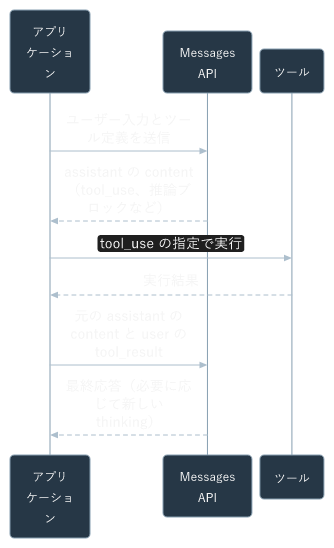 アプリ
ケーショ
ン
Messages
API
ツール
ユーザー入力とツー
ル定義を送信
assistant の content
（tool_use、推論ブ
ロックなど）
tool_use の指定で実行
実行結果
元の assistant の
content と user の
tool_result
最終応答（必要に応
じて新しい
thinking）
アプリ
ケーショ
ン
Messages
API
ツール